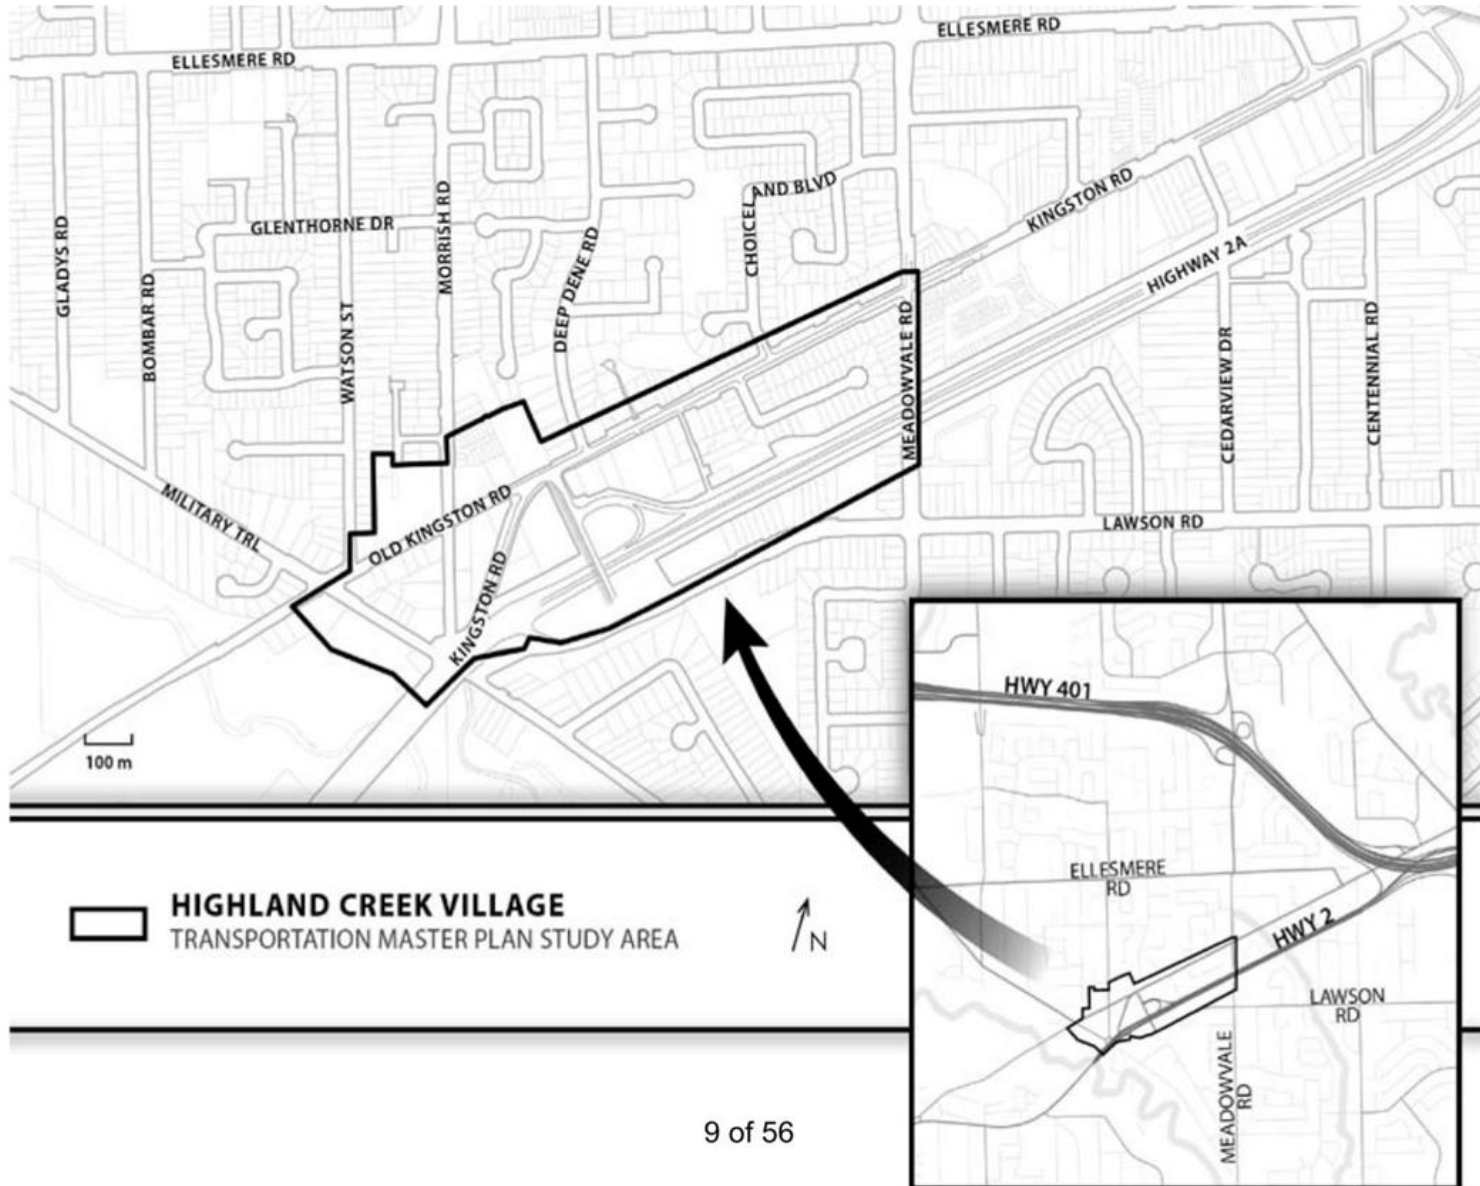 ELLESMERE RD
ELLESMERE RD
GLADYS RD
BOMBAR RD
GLENTHORNE DR
WATSON ST
MORRISH RD
DEEP DENE RD
CHOICELAND BLVD
KINGSTON RD
HIGHWAY 2A
MEADOWVALE RD
CEDARVIEW DR
CENTENNIAL RD
MILITARY TRL
OLD KINGSTON RD
KINGSTON RD
LAWSON RD
100 m
HIGHLAND CREEK VILLAGE
TRANSPORTATION MASTER PLAN STUDY AREA
N
HWY 401
ELLESMERE
RD
HWY 2
LAWSON
RD
MEADOWVALE
RD
9 of 56